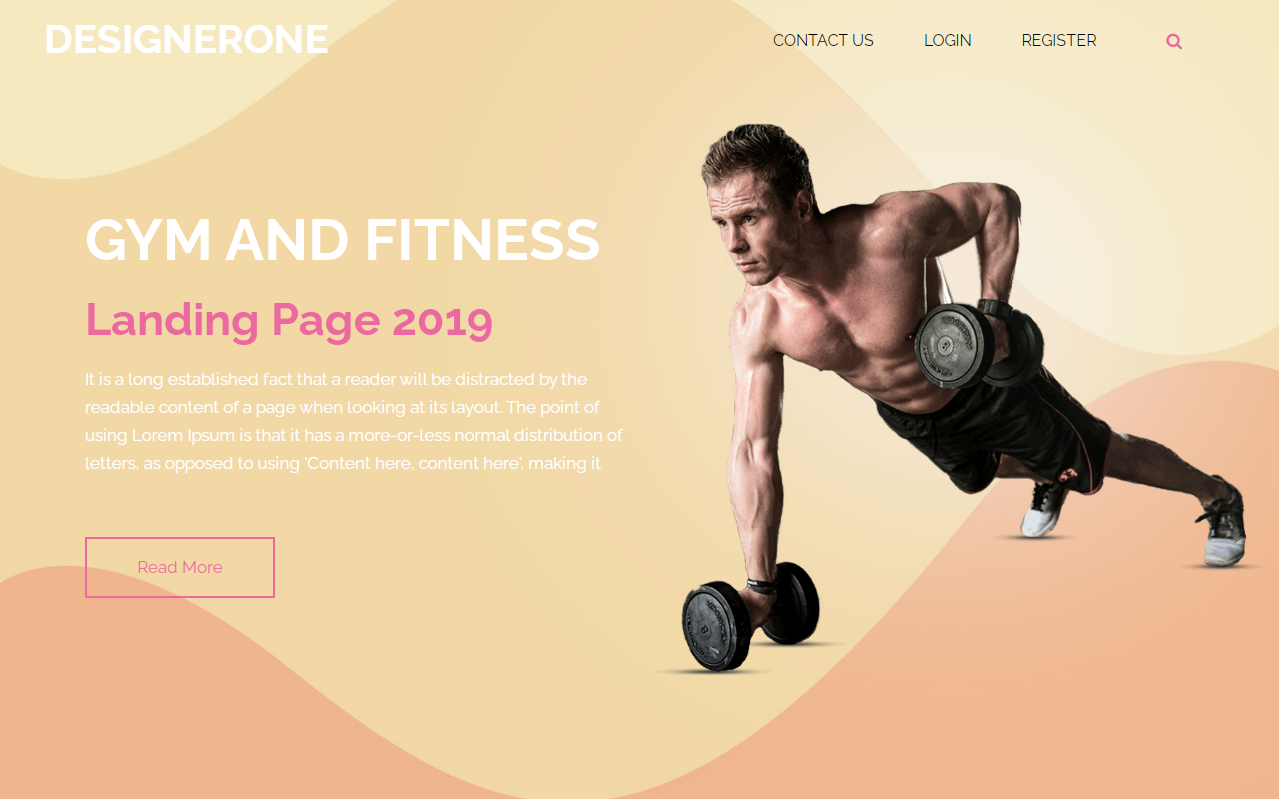 DESIGNERONE
CONTACT US LOGIN REGISTER
GYM AND FITNESS
Landing Page 2019
It is a long established fact that a reader will be distracted by the
readable content of a page when looking at its layout. The point of
using Lorem Ipsum is that it has a more-or-less normal distribution of
letters, as opposed to using 'Content here, content here', making it
Read More